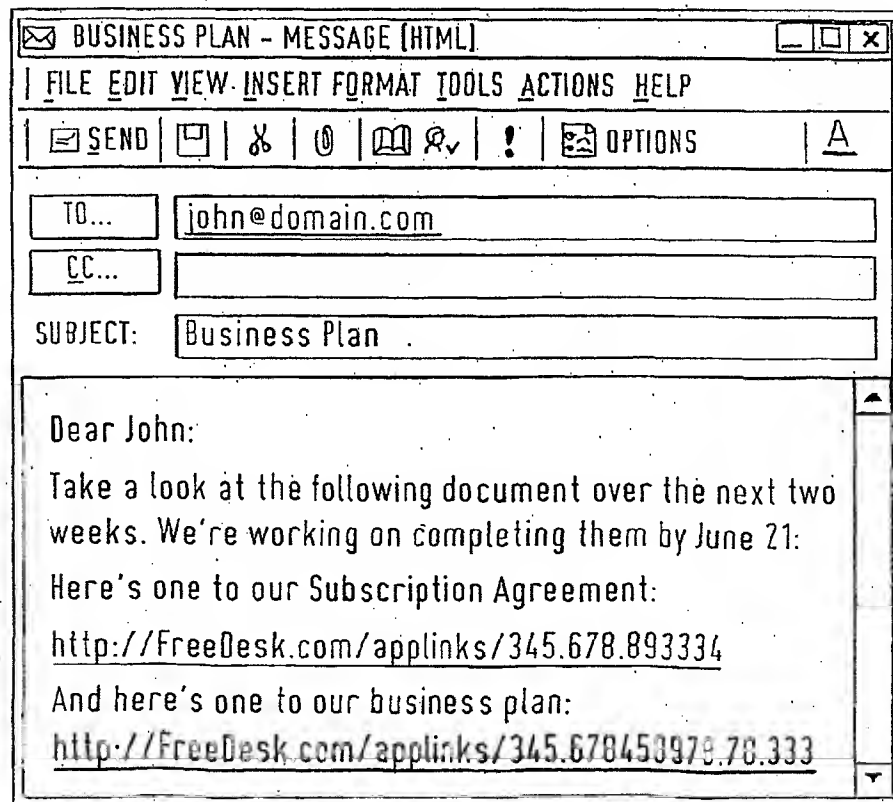 BUSINESS PLAN - MESSAGE (HTML)
FILE EDIT VIEW INSERT FORMAT TOOLS ACTIONS HELP
SEND ! OPTIONS A
TO... john@domain.com
CC...
SUBJECT: Business Plan
Dear John:
Take a look at the following document over the next two
weeks. We're working on completing them by June 21:
Here's one to our Subscription Agreement:
http://FreeDesk.com/applinks/345.678.893334
And here's one to our business plan: